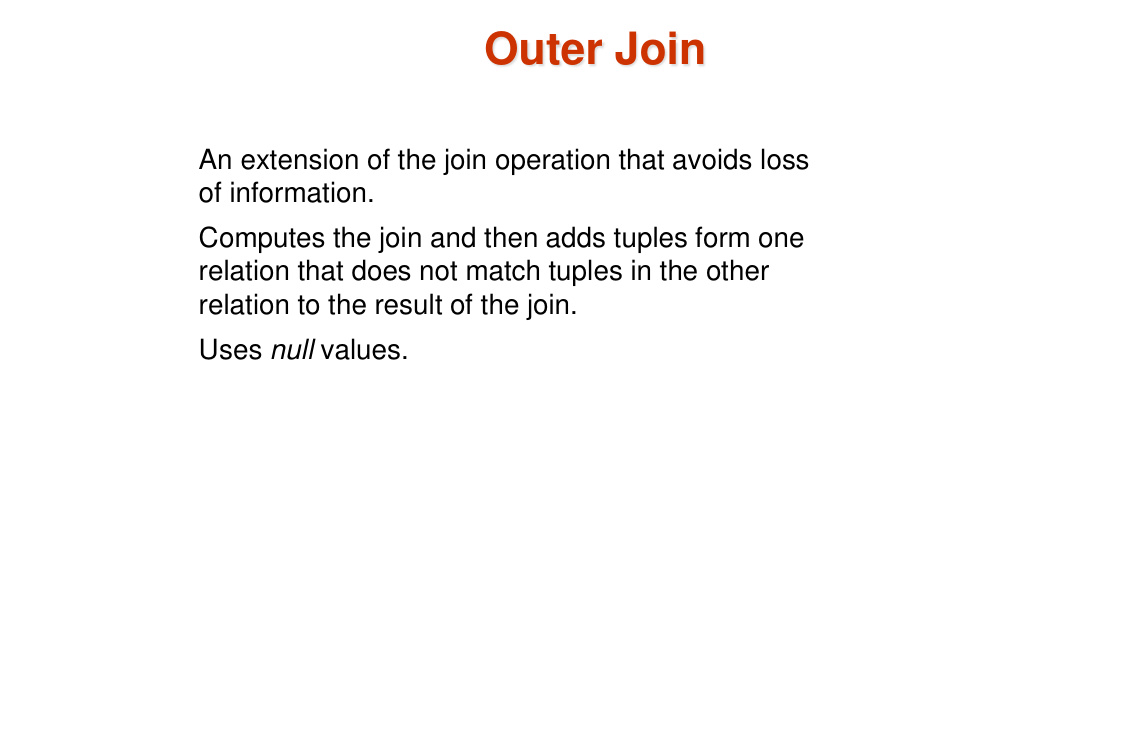 Outer Join
An extension of the join operation that avoids loss
of information.
Computes the join and then adds tuples form one
relation that does not match tuples in the other
relation to the result of the join.
Uses null values.